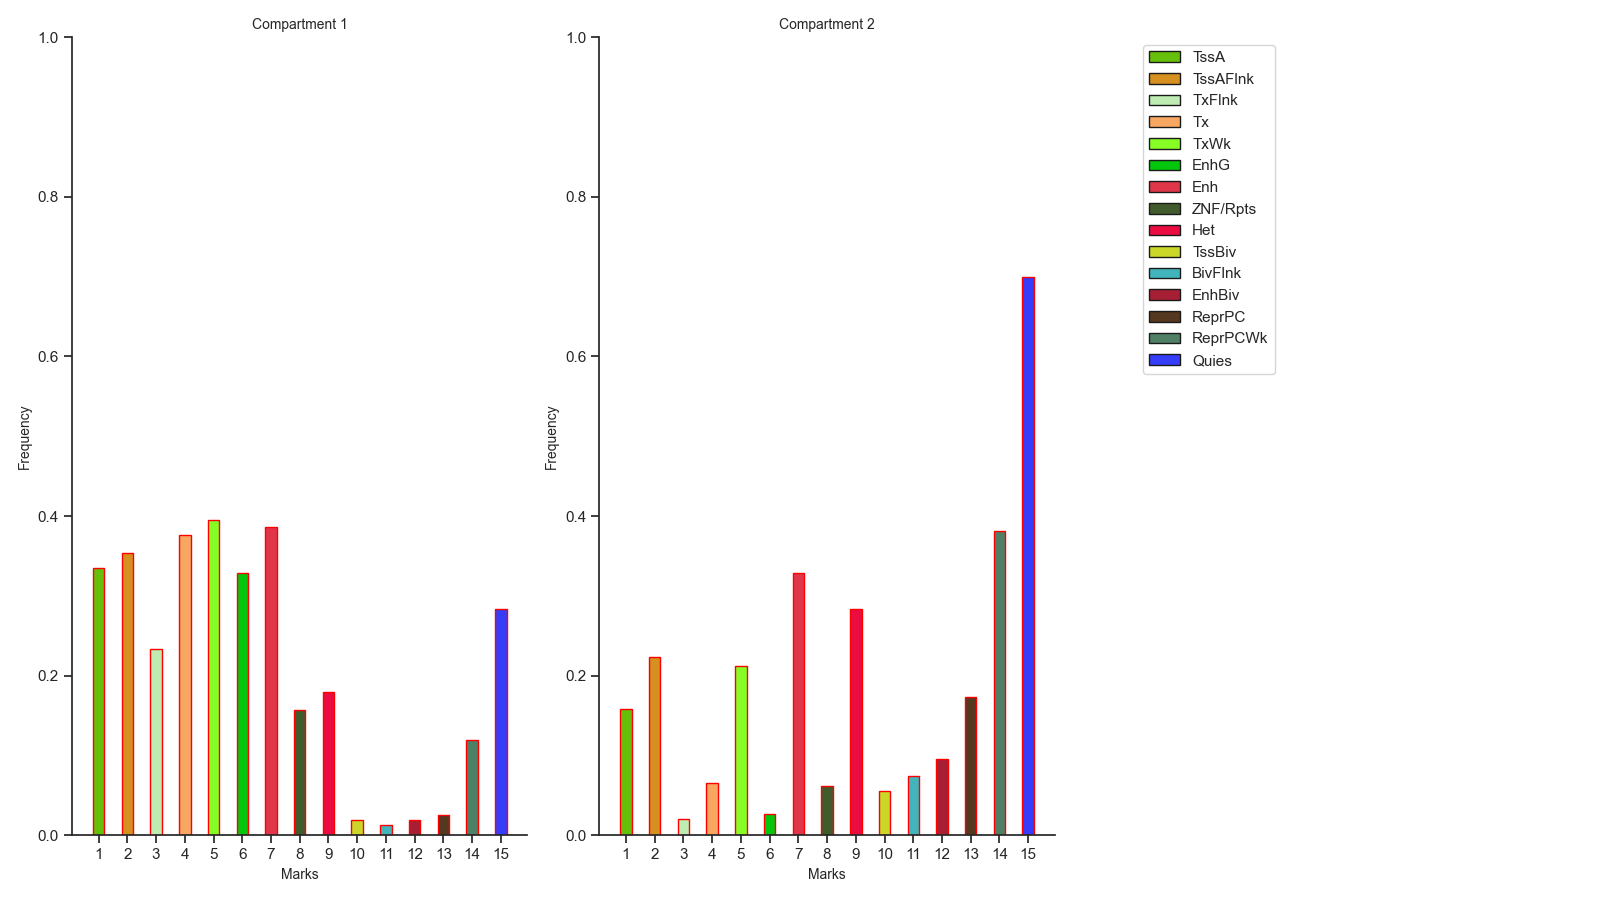 Compartment 1
1.0
0.8
0.6
0.4
0.2
0.0
Frequency
1 2 3 4 5 6 7 8 9 10 11 12 13 14 15
Marks
Compartment 2
1.0
0.8
0.6
0.4
0.2
0.0
Frequency
1 2 3 4 5 6 7 8 9 10 11 12 13 14 15
Marks
TssA
TssAFlnk
TxFlnk
Tx
TxWk
EnhG
Enh
ZNF/Rpts
Het
TssBiv
BivFlnk
EnhBiv
ReprPC
ReprPCWk
Quies